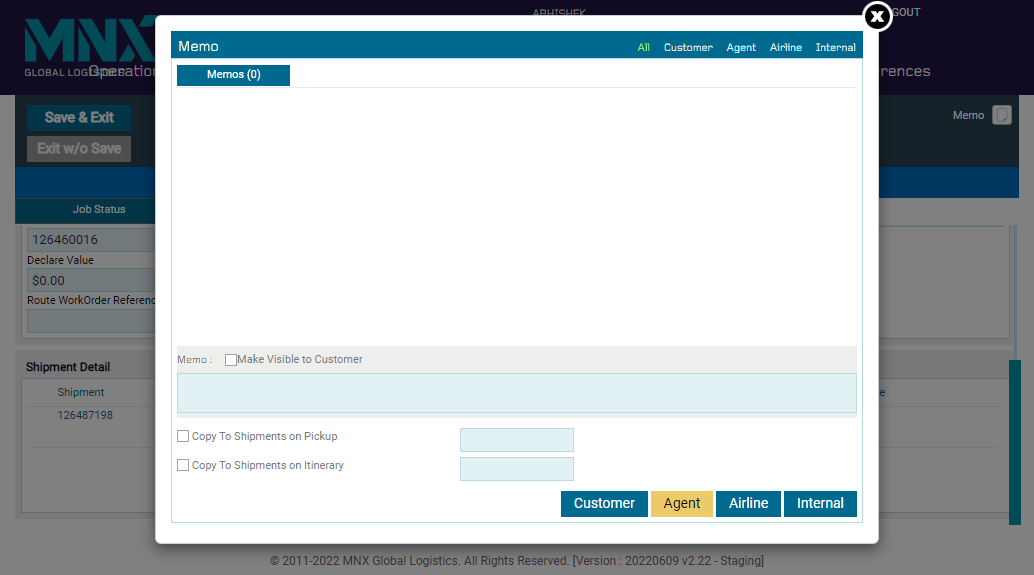 ABHISHEK
GOUT
MNX
GLOBAL LOGISTICS
Operation
rences
X
Memo
All Customer Agent Airline Internal
Memos (0)
Save & Exit
Exit w/o Save
Memo
Job Status
126460016
Declare Value
$0.00
Route WorkOrder Referenc
Shipment Detail
Shipment
e
126487198
Memo :
Make Visible to Customer
Copy To Shipments on Pickup
Copy To Shipments on Itinerary
Customer Agent Airline Internal
© 2011-2022 MNX Global Logistics. All Rights Reserved. [Version : 20220609 v2.22 - Staging]